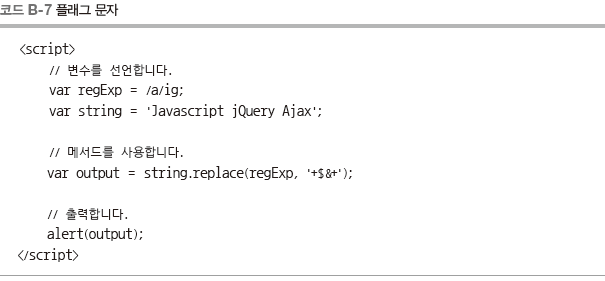 코드 B-7 플래그 문자
<script>
// 변수를 선언합니다.
var regExp = /a/ig;
var string = 'Javascript jQuery Ajax';
// 메서드를 사용합니다.
var output = string.replace(regExp, '+$&+');
// 출력합니다.
alert(output);
</script>